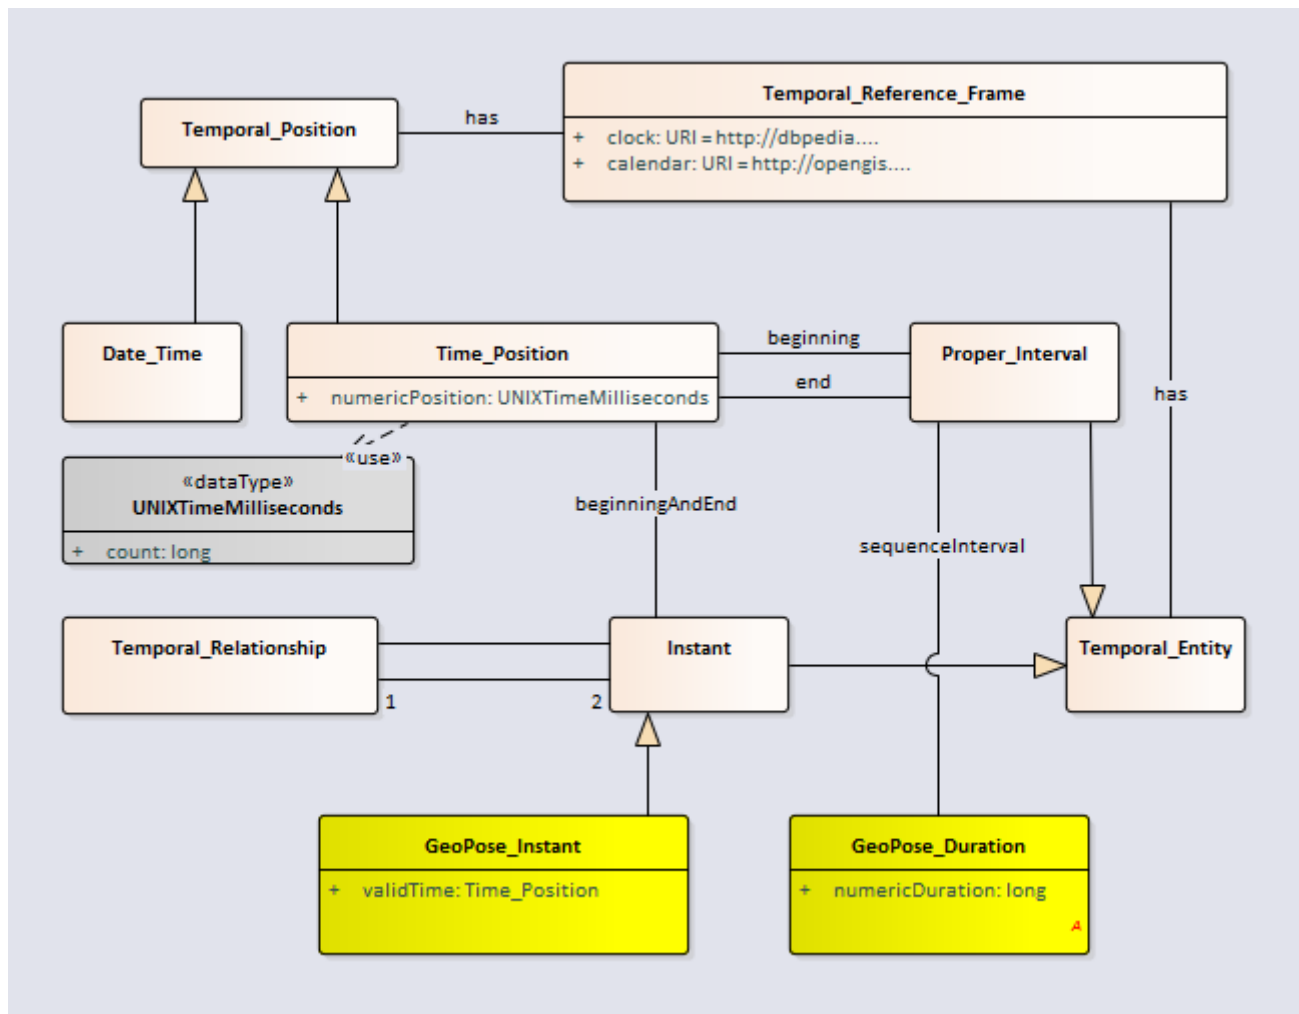 Temporal_Reference_Frame
+ clock: URI = http://dbpedia....
+ calendar: URI = http://opengis....
Temporal_Position
has
Date_Time
Time_Position
+ numericPosition: UNIXTimeMilliseconds
beginning
end
Proper_Interval
has
«use»
«dataType»
UNIXTimeMilliseconds
+ count: long
beginningAndEnd
sequenceInterval
Temporal_Relationship
1
2
Instant
Temporal_Entity
GeoPose_Instant
+ validTime: Time_Position
GeoPose_Duration
+ numericDuration: long
A